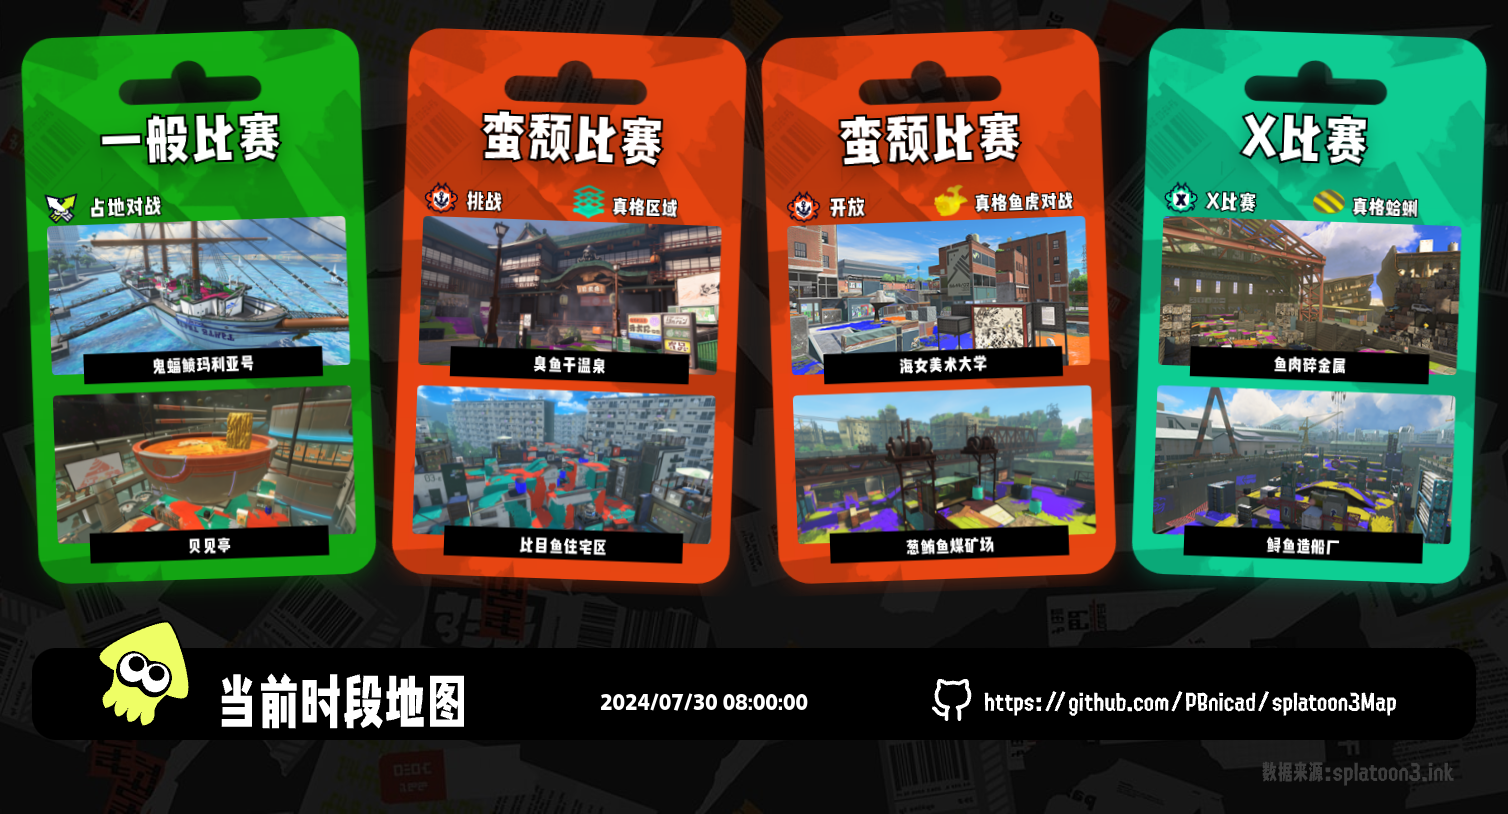 一般比赛
占地对战
鬼蝠鲼玛利亚号
贝见亭
蛮颓比赛
挑战
真格区域
臭鱼干温泉
比目鱼住宅区
蛮颓比赛
开放
真格鱼虎对战
海女美术大学
葱鲔鱼煤矿场
X比赛
X比赛
真格蛤蜊
鱼肉碎金属
鲟鱼造船厂
当前时段地图
2024/07/30 08:00:00
https://github.com/PBnicad/splatoon3Map
数据来源:splatoon3.ink